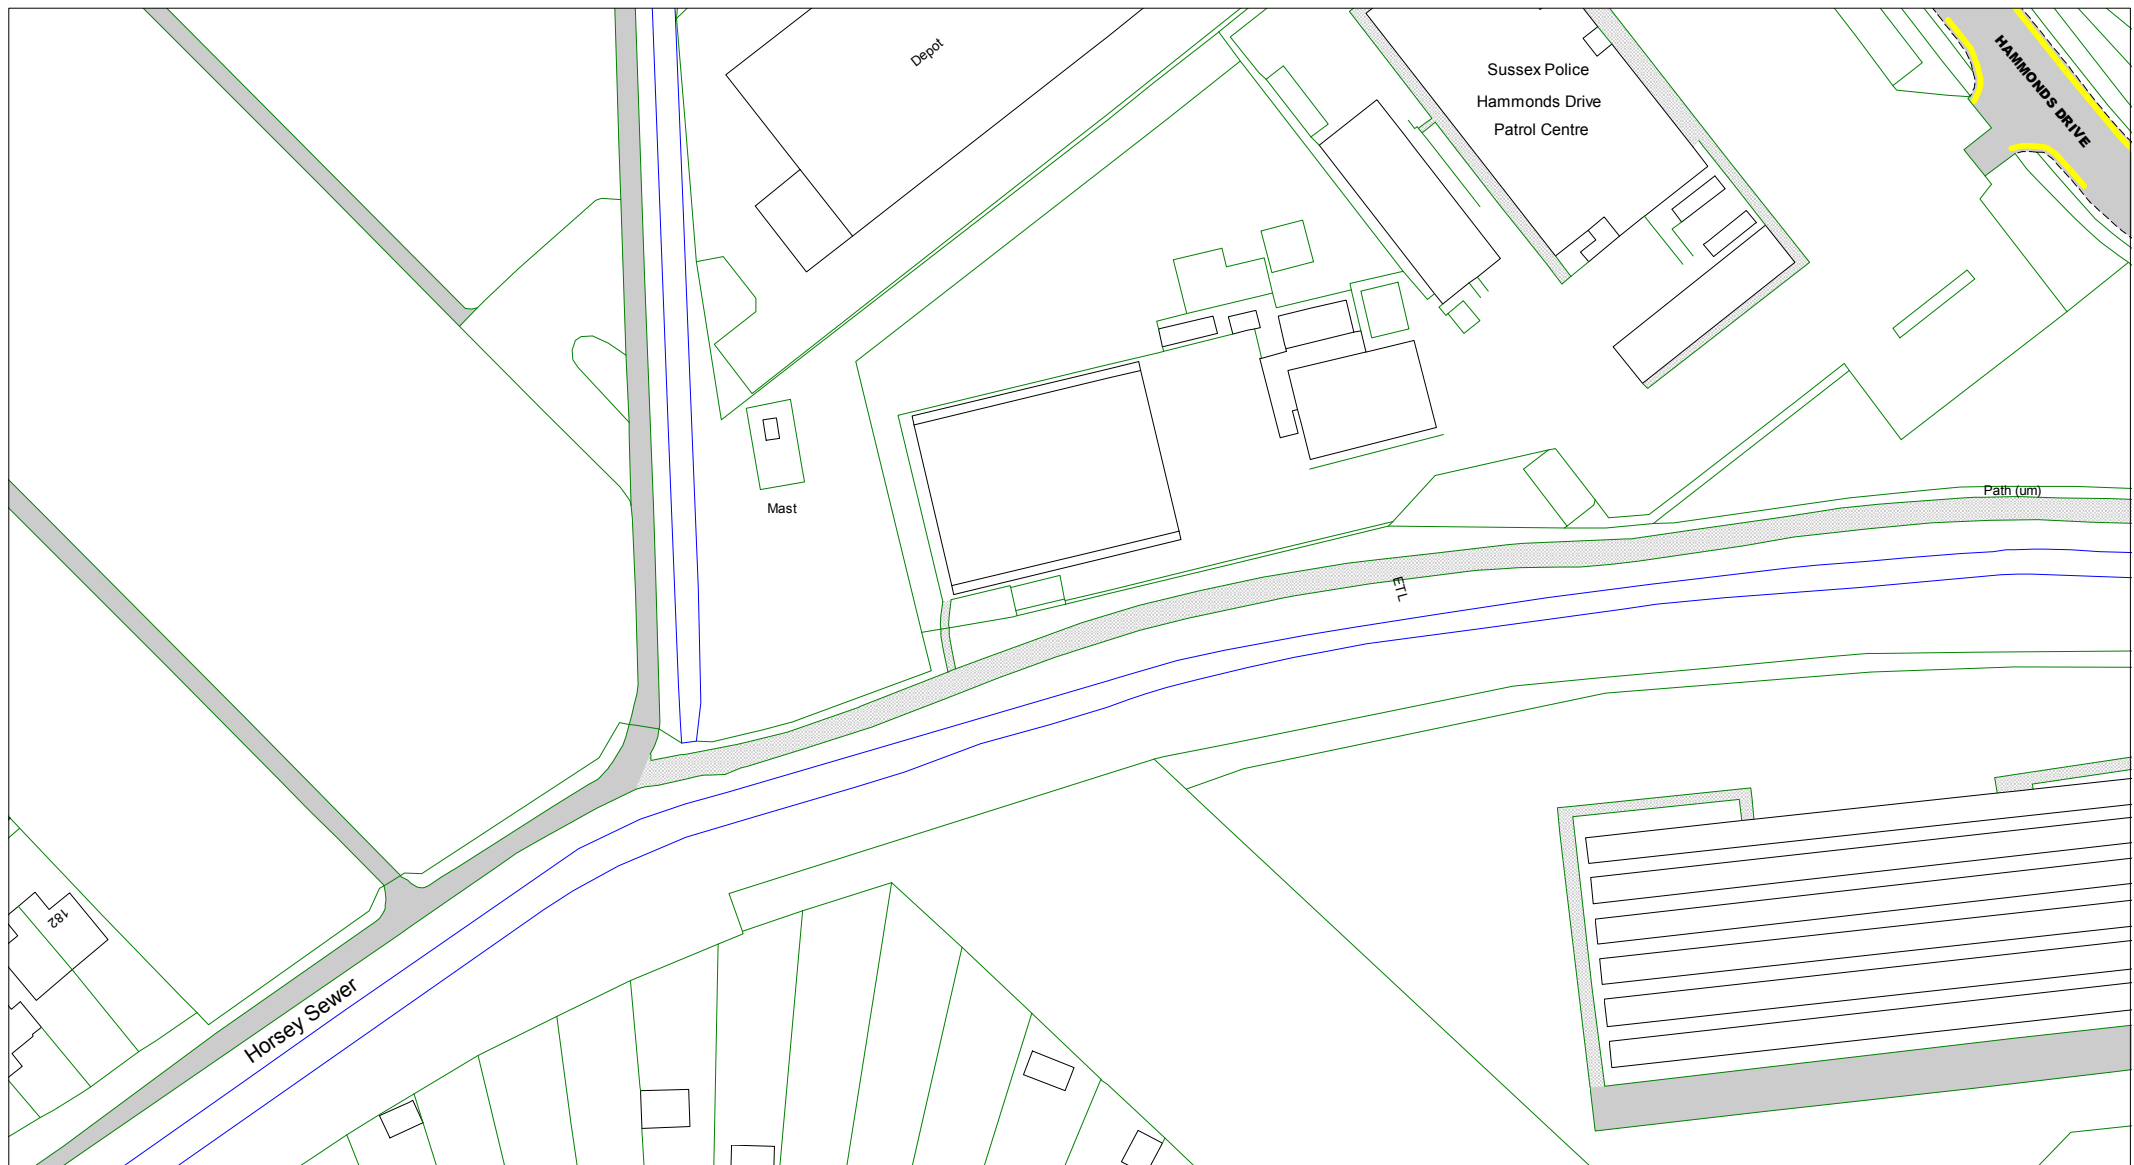 Depot
Sussex Police
Hammonds Drive
Patrol Centre
HAMMONDS DRIVE
Mast
Path (um)
ETL
182
Horsey Sewer